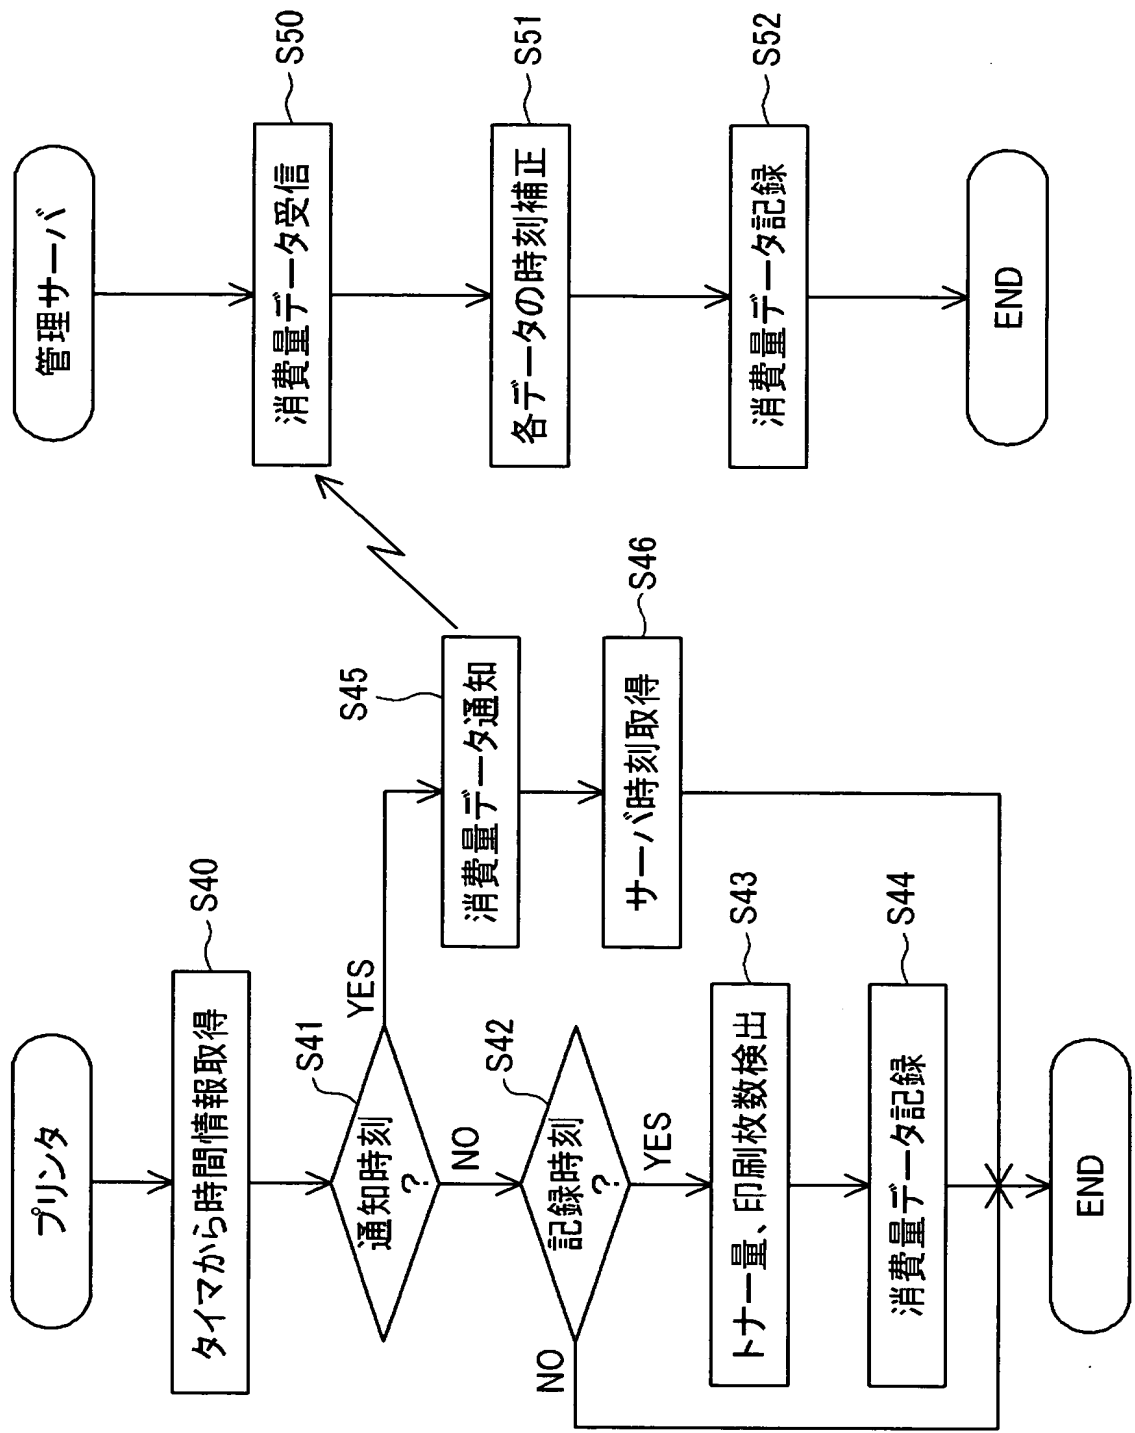 プリンタ
タイマから時間情報取得
S40
通知時刻
?
S41
YES
NO
記録時刻
?
S42
YES
NO
トナー量、印刷枚数検出
S43
消費量データ記録
S44
消費量データ通知
S45
サーバ時刻取得
S46
END
管理サーバ
消費量データ受信
S50
各データの時刻補正
S51
消費量データ記録
S52
END